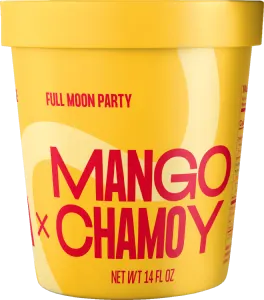 FULL MOON PARTY
MANGO
× CHAMOY
NET WT 14 FL OZ